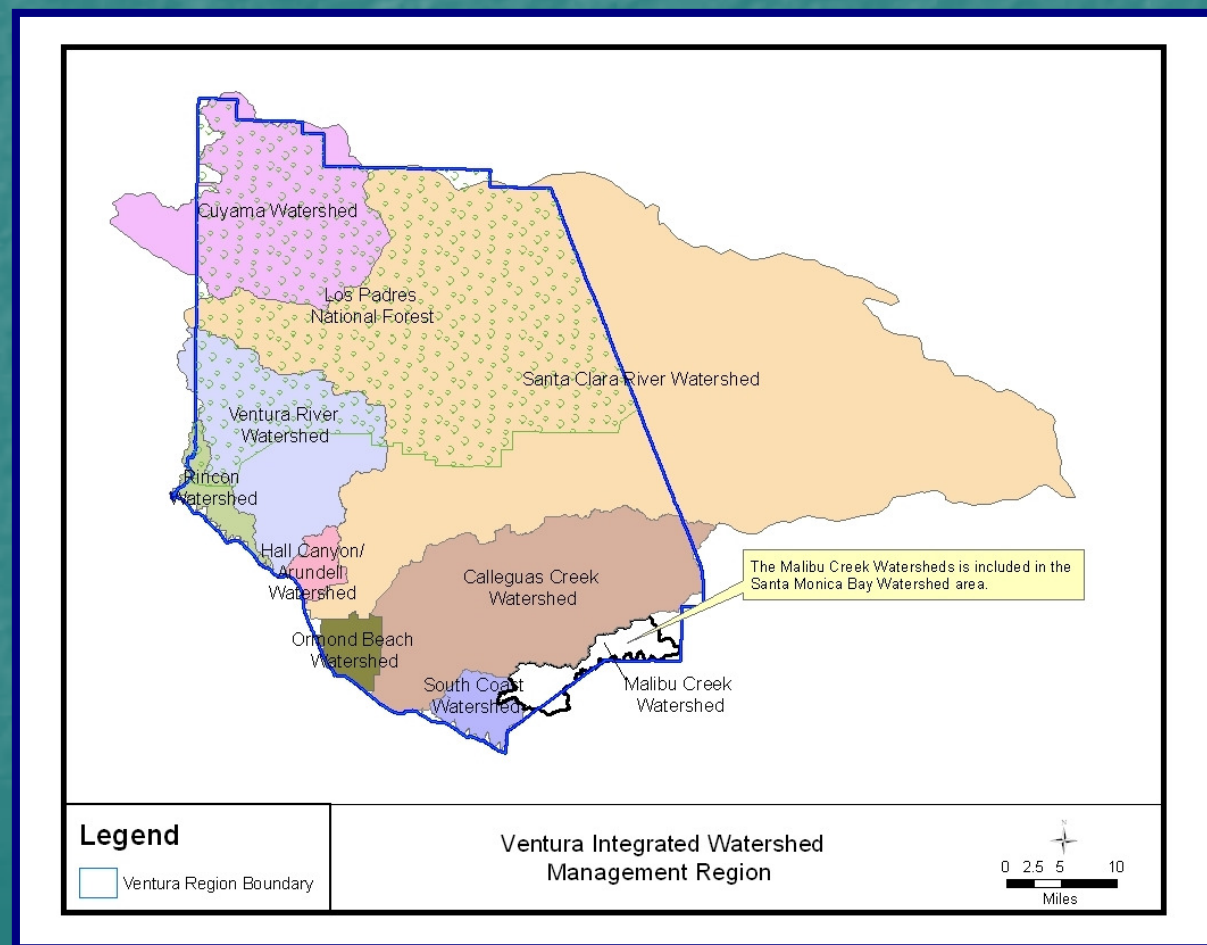 Cuyama Watershed
Los Padres
National Forest
Santa Clara River Watershed
Ventura River
Watershed
Rincon
Watershed
Hall Canyon/
Arundell
Watershed
Calleguas Creek
Watershed
The Malibu Creek Watersheds is included in the
Santa Monica Bay Watershed area.
Ormond Beach
Watershed
South Coast
Watershed
Malibu Creek
Watershed
Legend
Ventura Region Boundary
Ventura Integrated Watershed
Management Region
N
0 2.5 5 10
Miles